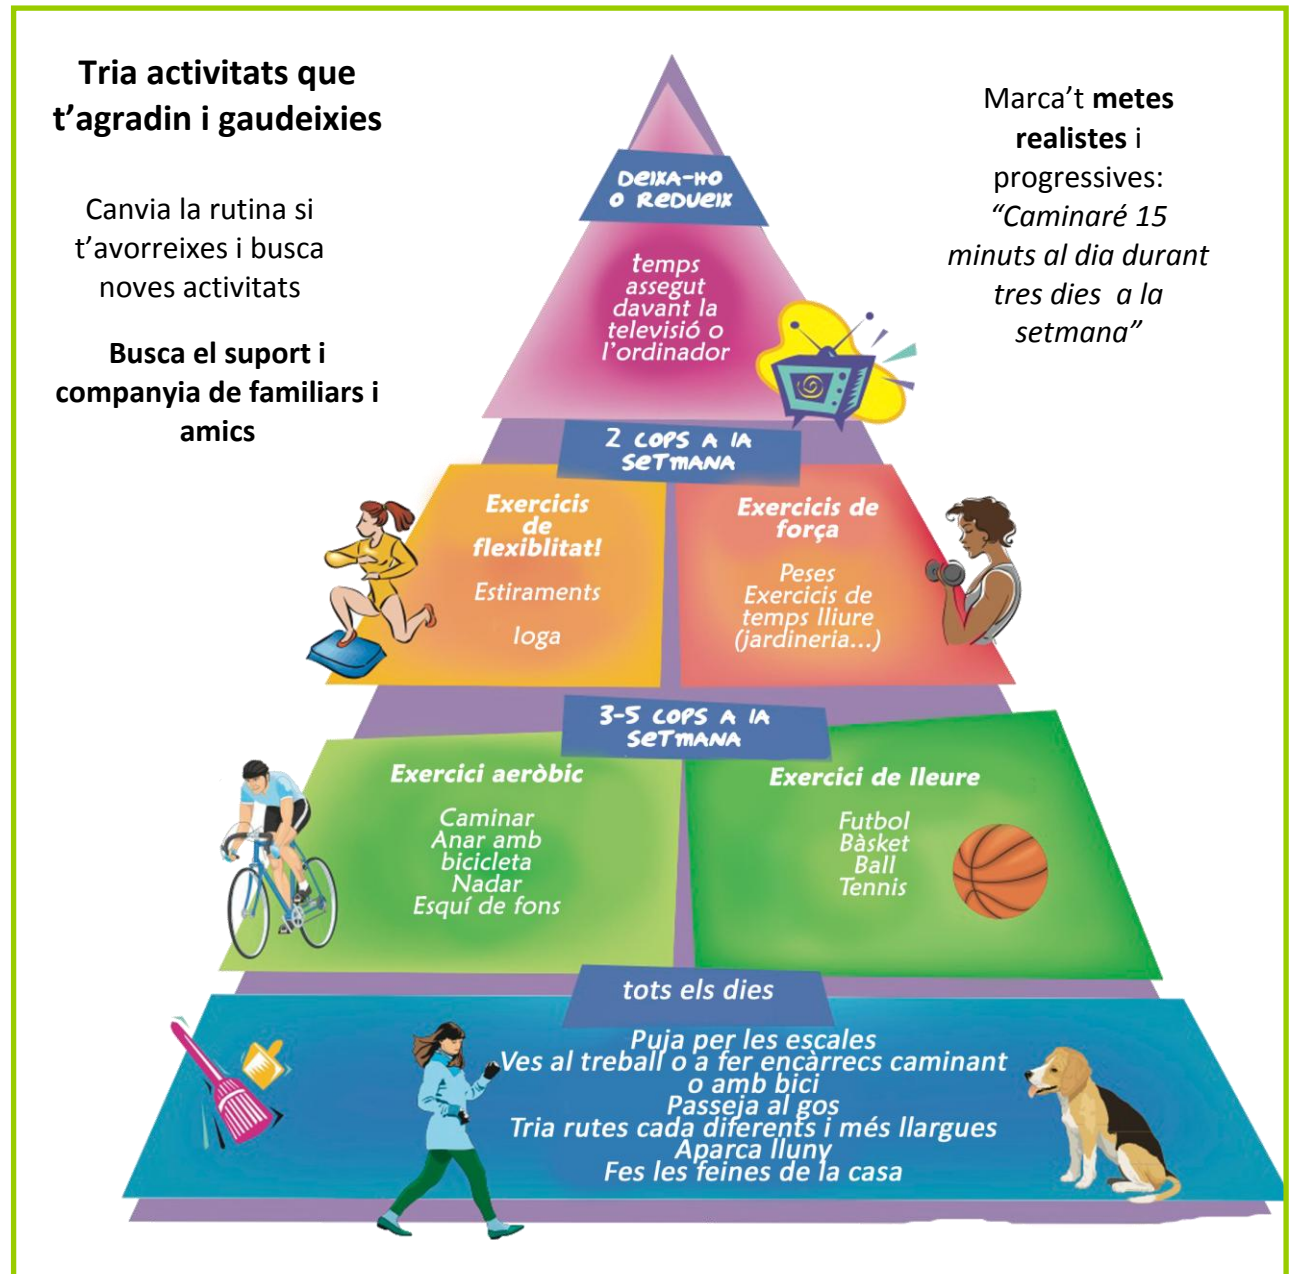 Tria activitats que
t'agradin i gaudeixies
Canvia la rutina si
t'avorreixes i busca
noves activitats
Busca el suport i
companyia de familiars i
amics
Marca't metes
realistes i
progressives:
“Caminaré 15
minuts al dia durant
tres dies a la
setmana”
DeIXA-HO
O ReDUeIX
temps
assegut
davant la
televisió o
l'ordinador
2 COPS A lA
SeTmANA
Exercicis
de
flexiblitat!
Estiraments
Ioga
Exercicis de
força
Peses
Exercicis de
temps lliure
(jardineria...)
3-5 COPS A lA
SeTmANA
Exercici aeròbic
Caminar
Anar amb
bicicleta
Nadar
Esquí de fons
Exercici de lleure
Futbol
Bàsket
Ball
Tennis
tots els dies
Puja per les escales
Ves al treball o a fer encàrrecs caminant
o amb bici
Passeja al gos
Tria rutes cada diferents i més llargues
Aparca lluny
Fes les feines de la casa